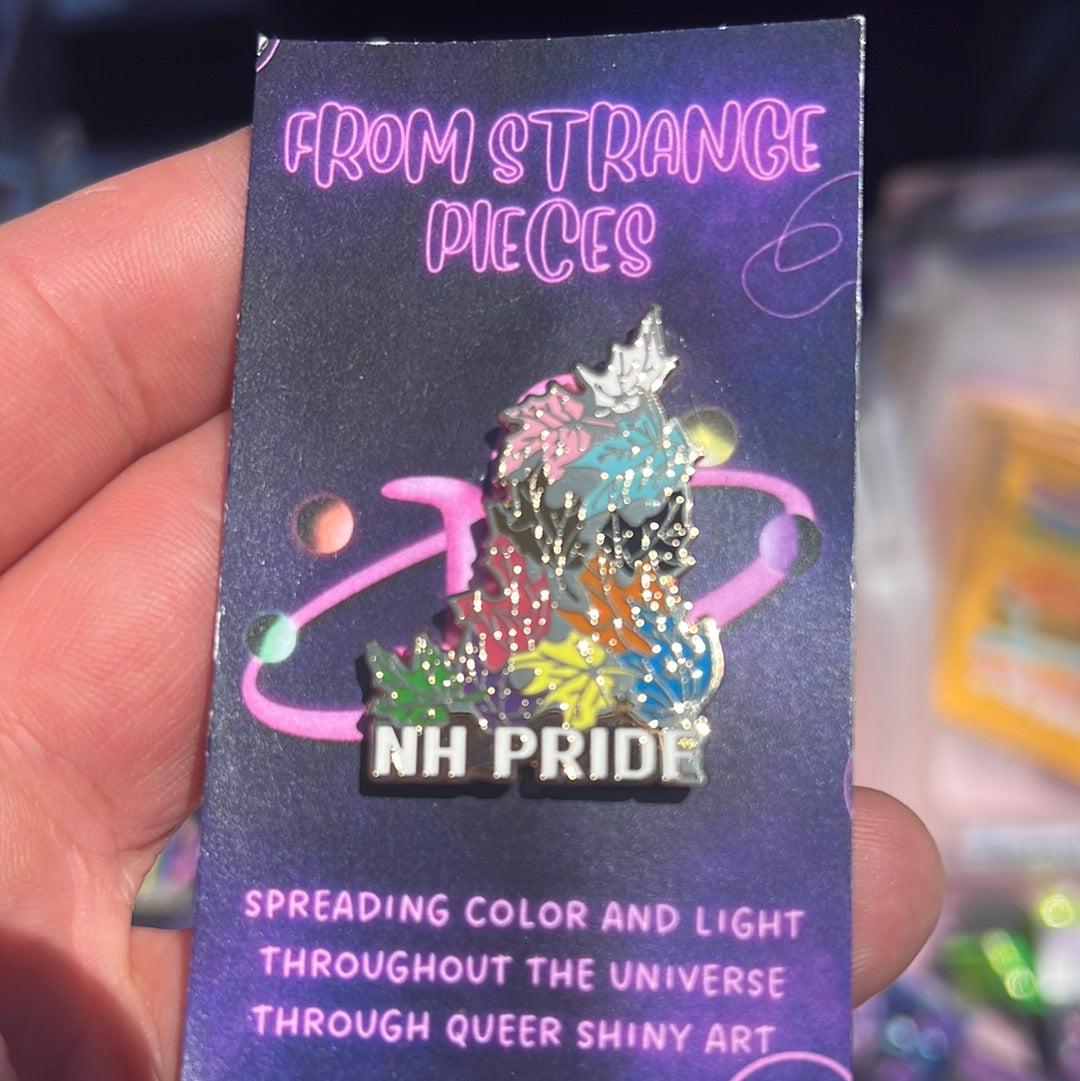 FROM STRANGE
PIECES
NH PRIDE
SPREADING COLOR AND LIGHT
THROUGHOUT THE UNIVERSE
THROUGH QUEER SHINY ART